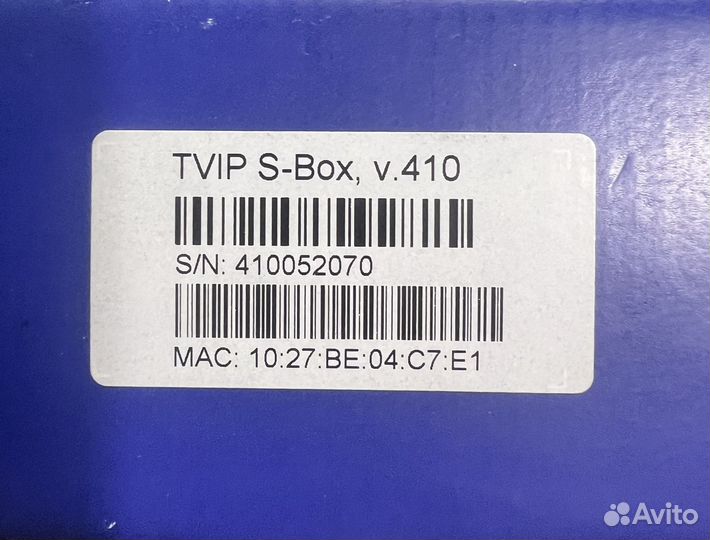 TVIP S-Box, v.410
S/N: 410052070
MAC: 10:27:BE:04:C7:E1
Avito